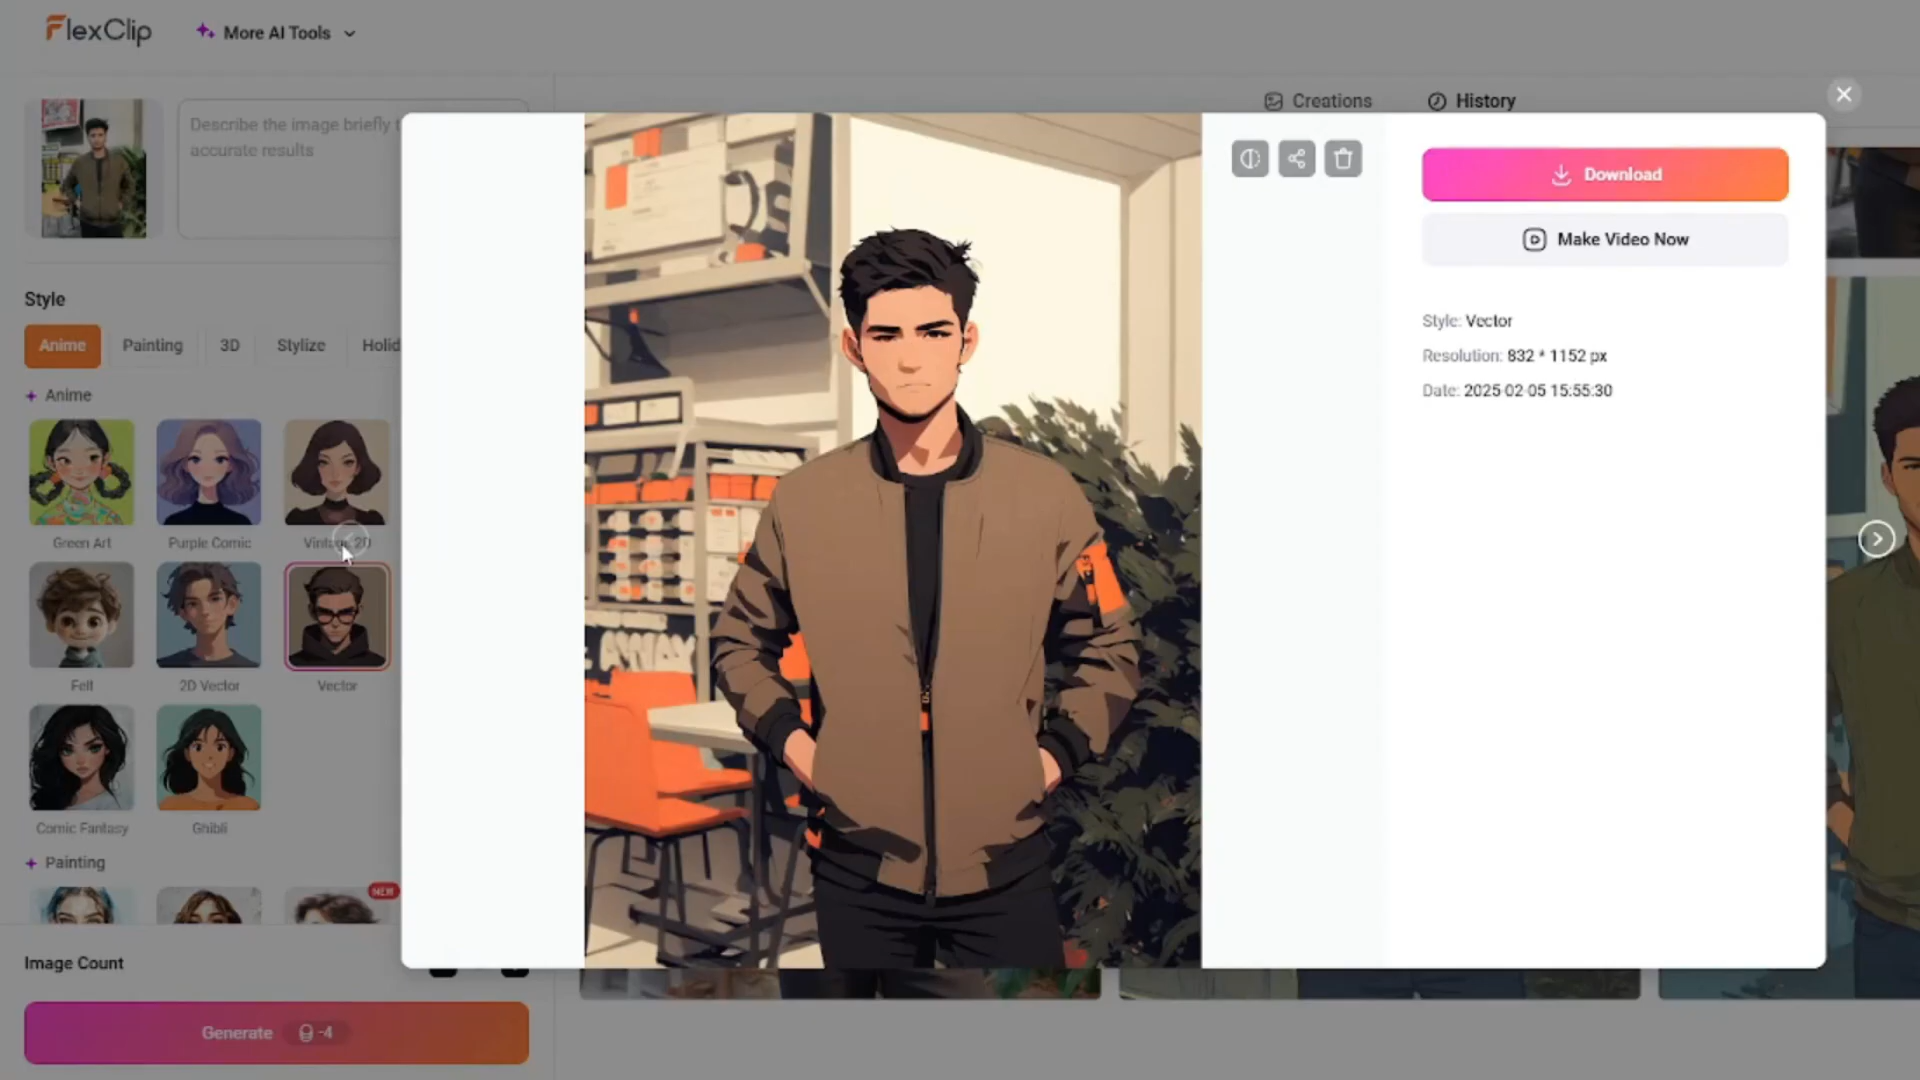 FlexClip
More AI Tools
Creations
History
Describe the image briefly t
accurate results
Download
Make Video Now
Style: Vector
Resolution: 832 * 1152 px
Date: 2025-02-05 15:55:30
Style
Anime
Painting
3D
Stylize
Holid
Anime
Green Art
Purple Comic
Vintage 2D
Felt
2D Vector
Vector
Comic Fantasy
Ghibli
Painting
NEW
Image Count
Generate
-4